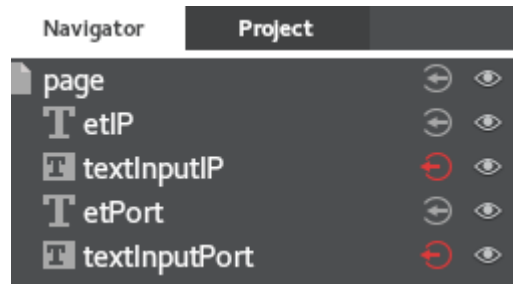 Navigator Project
page
etIP
textInputIP
etPort
textInputPort